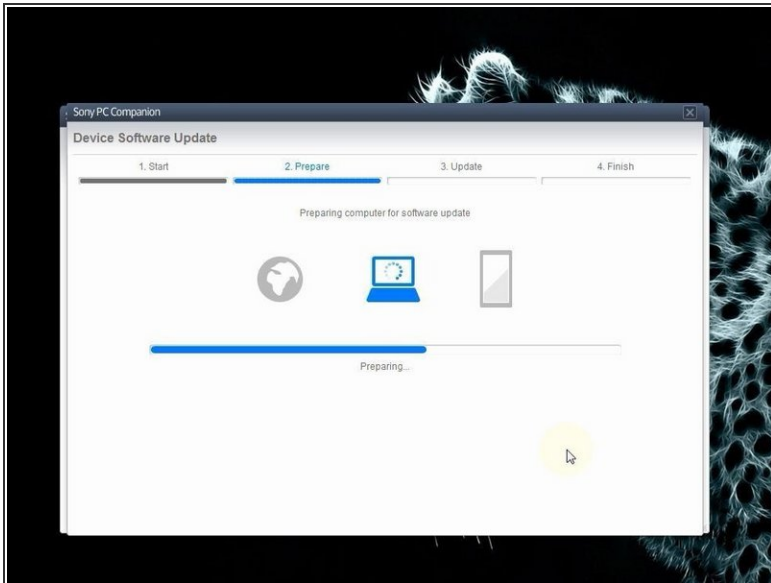 Sony PC Companion
Device Software Update
1. Start 2. Prepare 3. Update 4. Finish
Preparing computer for software update
Preparing...